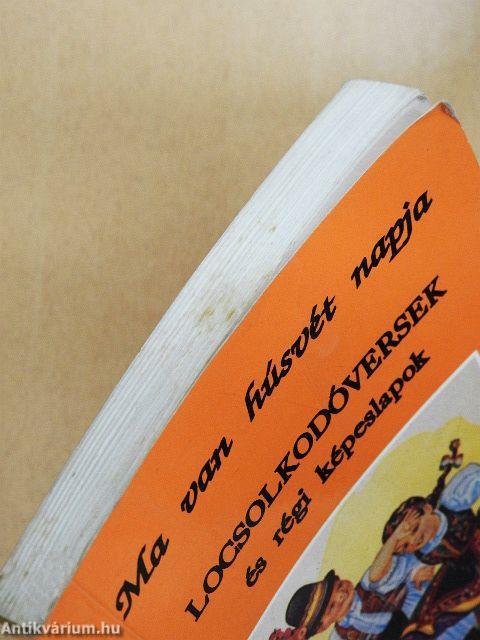 Ma van húsvét napja
LOCSOLKODÓVERSEK
és régi képeslapok
Antikvárium.hu